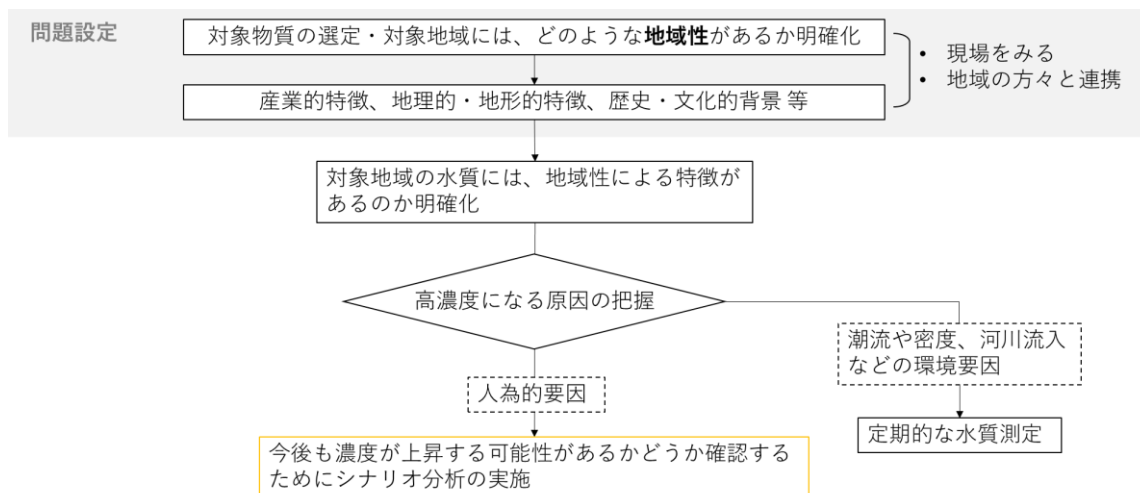 問題設定
対象物質の選定・対象地域には、どのような地域性があるか明確化
産業的特徴、地理的・地形的特徴、歴史・文化的背景 等
• 現場をみる
• 地域の方々と連携
対象地域の水質には、地域性による特徴が
あるのか明確化
高濃度になる原因の把握
潮流や密度、河川流入
などの環境要因
人為的要因
定期的な水質測定
今後も濃度が上昇する可能性があるかどうか確認する
ためにシナリオ分析の実施